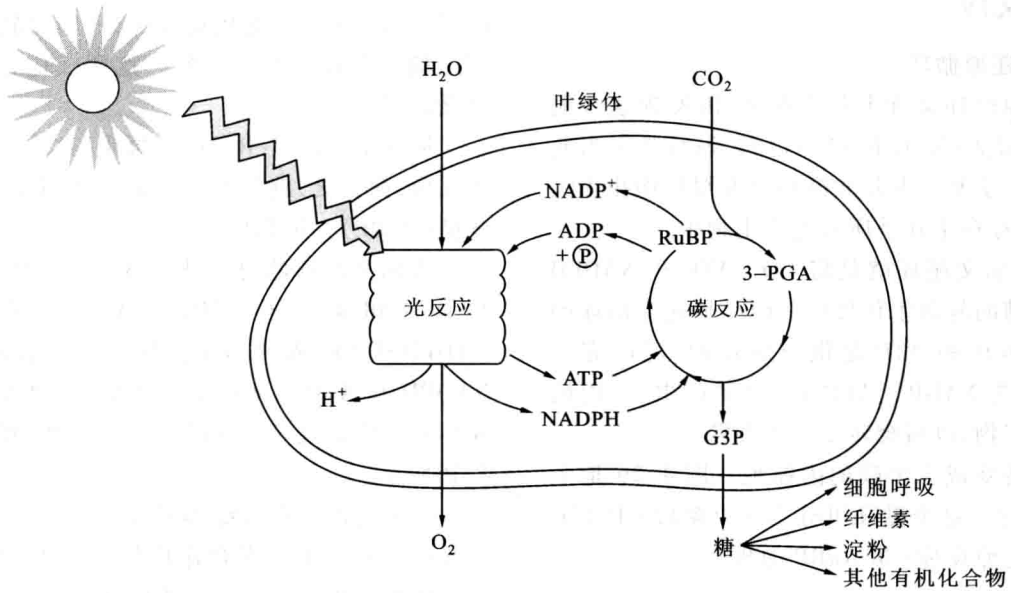 H₂O
CO₂
叶绿体
NADP⁺
ADP
+ Ⓟ
RuBP
3-PGA
光反应
碳反应
ATP
H⁺
NADPH
G3P
O₂
糖
细胞呼吸
纤维素
淀粉
其他有机化合物